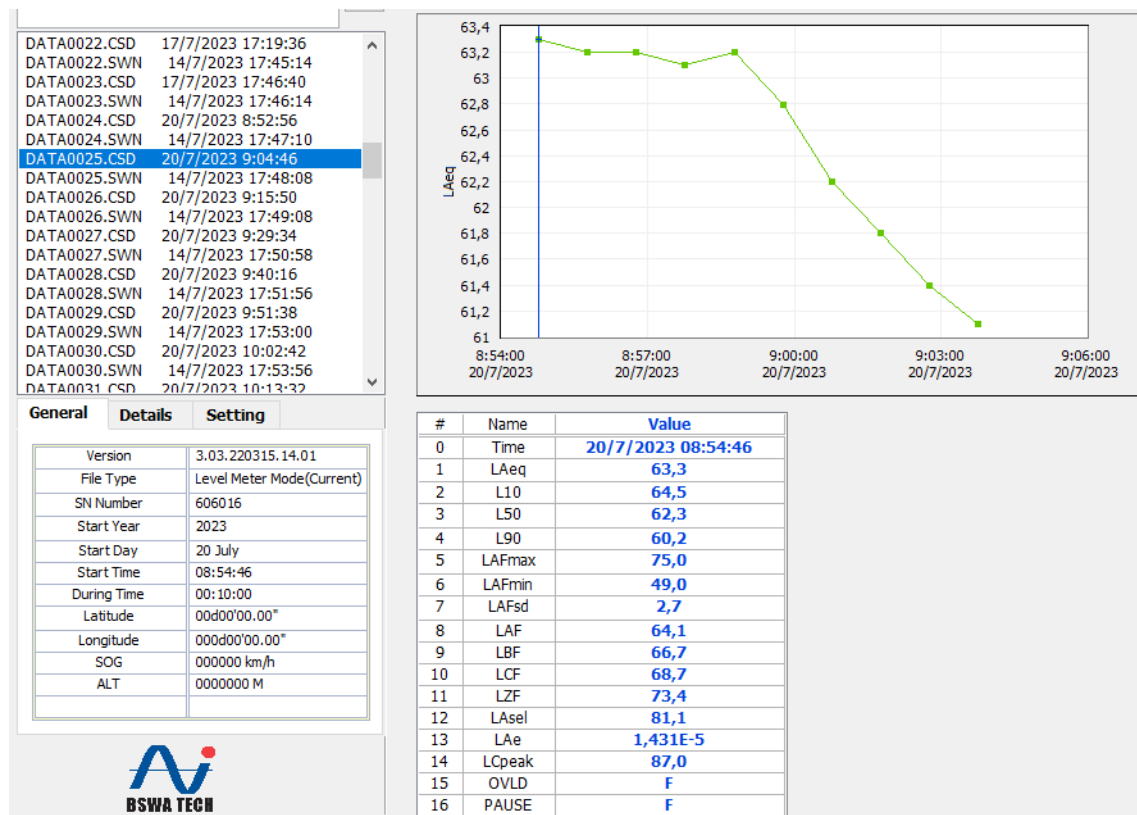 DATA0022.CSD 17/7/2023 17:19:36
DATA0022.SWN 14/7/2023 17:45:14
DATA0023.CSD 17/7/2023 17:46:40
DATA0023.SWN 14/7/2023 17:46:14
DATA0024.CSD 20/7/2023 8:52:56
DATA0024.SWN 14/7/2023 17:47:10
DATA0025.CSD 20/7/2023 9:04:46
DATA0025.SWN 14/7/2023 17:48:08
DATA0026.CSD 20/7/2023 9:15:50
DATA0026.SWN 14/7/2023 17:49:08
DATA0027.CSD 20/7/2023 9:29:34
DATA0027.SWN 14/7/2023 17:50:58
DATA0028.CSD 20/7/2023 9:40:16
DATA0028.SWN 14/7/2023 17:51:56
DATA0029.CSD 20/7/2023 9:51:38
DATA0029.SWN 14/7/2023 17:53:00
DATA0030.CSD 20/7/2023 10:02:42
DATA0030.SWN 14/7/2023 17:53:56
DATA0031.CSD 20/7/2023 10:13:32
General Details Setting
Version 3.03.220315.14.01
File Type Level Meter Mode(Current)
SN Number 606016
Start Year 2023
Start Day 20 July
Start Time 08:54:46
During Time 00:10:00
Latitude 00d00'00.00"
Longitude 000d00'00.00"
SOG 000000 km/h
ALT 0000000 M
BSWA TECH
LAeq
63,4
63,2
63
62,8
62,6
62,4
62,2
62
61,8
61,6
61,4
61,2
61
8:54:00 8:57:00 9:00:00 9:03:00 9:06:00
20/7/2023 20/7/2023 20/7/2023 20/7/2023 20/7/2023
# Name Value
0 Time 20/7/2023 08:54:46
1 LAeq 63,3
2 L10 64,5
3 L50 62,3
4 L90 60,2
5 LAFmax 75,0
6 LAFmin 49,0
7 LAFsd 2,7
8 LAF 64,1
9 LBF 66,7
10 LCF 68,7
11 LZF 73,4
12 LAsel 81,1
13 LAe 1,431E-5
14 LCpeak 87,0
15 OVLD F
16 PAUSE F